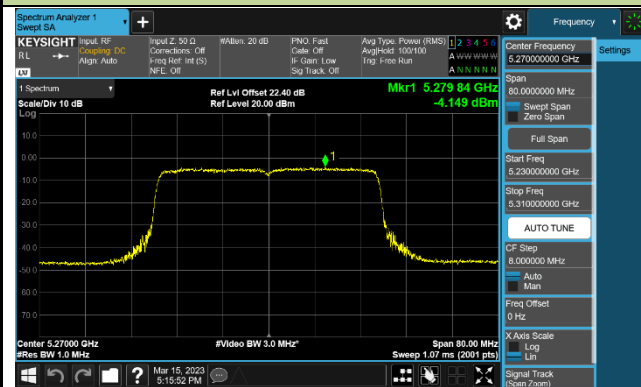 Spectrum Analyzer 1
Swept SA
+
Frequency
KEYSIGHT
RL
Input: RF
Coupling: DC
Align: Auto
Input Z: 50 Ω
Corrections: Off
Freq Ref: Int (S)
NFE: Off
#Atten: 20 dB
PNO: Fast
Gate: Off
IF Gain: Low
Sig Track: Off
Avg Type: Power (RMS)
Avg|Hold: 100/100
Trig: Free Run
1 2 3 4 5 6
A W W W W W
A N N N N N
1 Spectrum
Scale/Div 10 dB
Log
Ref Lvl Offset 22.40 dB
Ref Level 20.00 dBm
Mkr1 5.279 84 GHz
-4.149 dBm
10.0
0.00
10.0
20.0
30.0
40.0
-50.0
60.0
70.0
1
Center 5.27000 GHz
#Res BW 1.0 MHz
#Video BW 3.0 MHz*
Span 80.00 MHz
Sweep 1.07 ms (2001 pts)
Center Frequency
5.270000000 GHz
Span
80.0000000 MHz
Swept Span
Zero Span
Full Span
Start Freq
5.230000000 GHz
Stop Freq
5.310000000 GHz
AUTO TUNE
CF Step
8.000000 MHz
Auto
Man
Freq Offset
0 Hz
X Axis Scale
Log
Lin
Signal Track
(Span Zoom)
Settings
?
Mar 15, 2023
5:15:52 PM